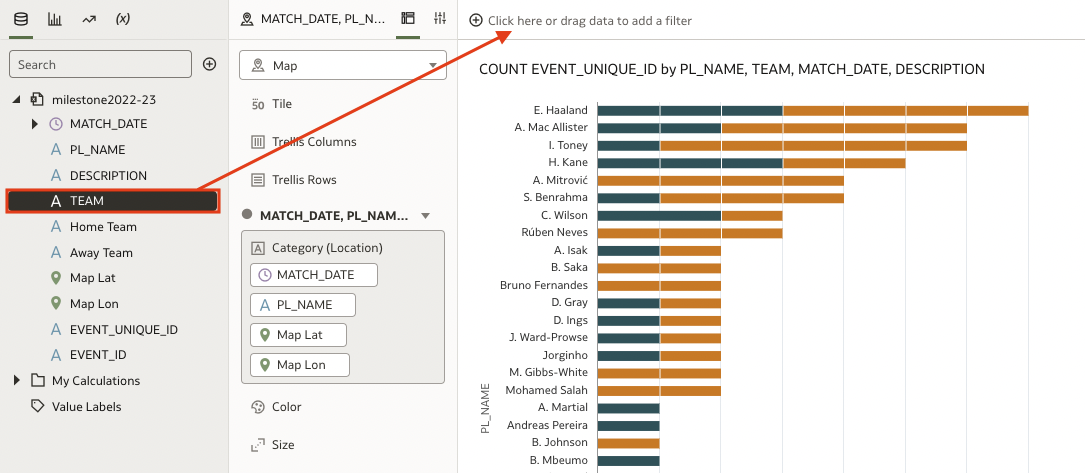 (x)
Search
milestone2022-23
MATCH_DATE
A PL_NAME
A DESCRIPTION
A TEAM
A Home Team
A Away Team
Map Lat
Map Lon
A EVENT_UNIQUE_ID
A EVENT_ID
My Calculations
Value Labels
MATCH_DATE, PL_N...
Map
50 Tile
Trellis Columns
Trellis Rows
MATCH_DATE, PL_NAM...
A Category (Location)
MATCH_DATE
A PL_NAME
Map Lat
Map Lon
Color
Size
Click here or drag data to add a filter
COUNT EVENT_UNIQUE_ID by PL_NAME, TEAM, MATCH_DATE, DESCRIPTION
PL_NAME
E. Haaland
A. Mac Allister
I. Toney
H. Kane
A. Mitrović
S. Benrahma
C. Wilson
Rúben Neves
A. Isak
B. Saka
Bruno Fernandes
D. Gray
D. Ings
J. Ward-Prowse
Jorginho
M. Gibbs-White
Mohamed Salah
A. Martial
Andreas Pereira
B. Johnson
B. Mbeumo